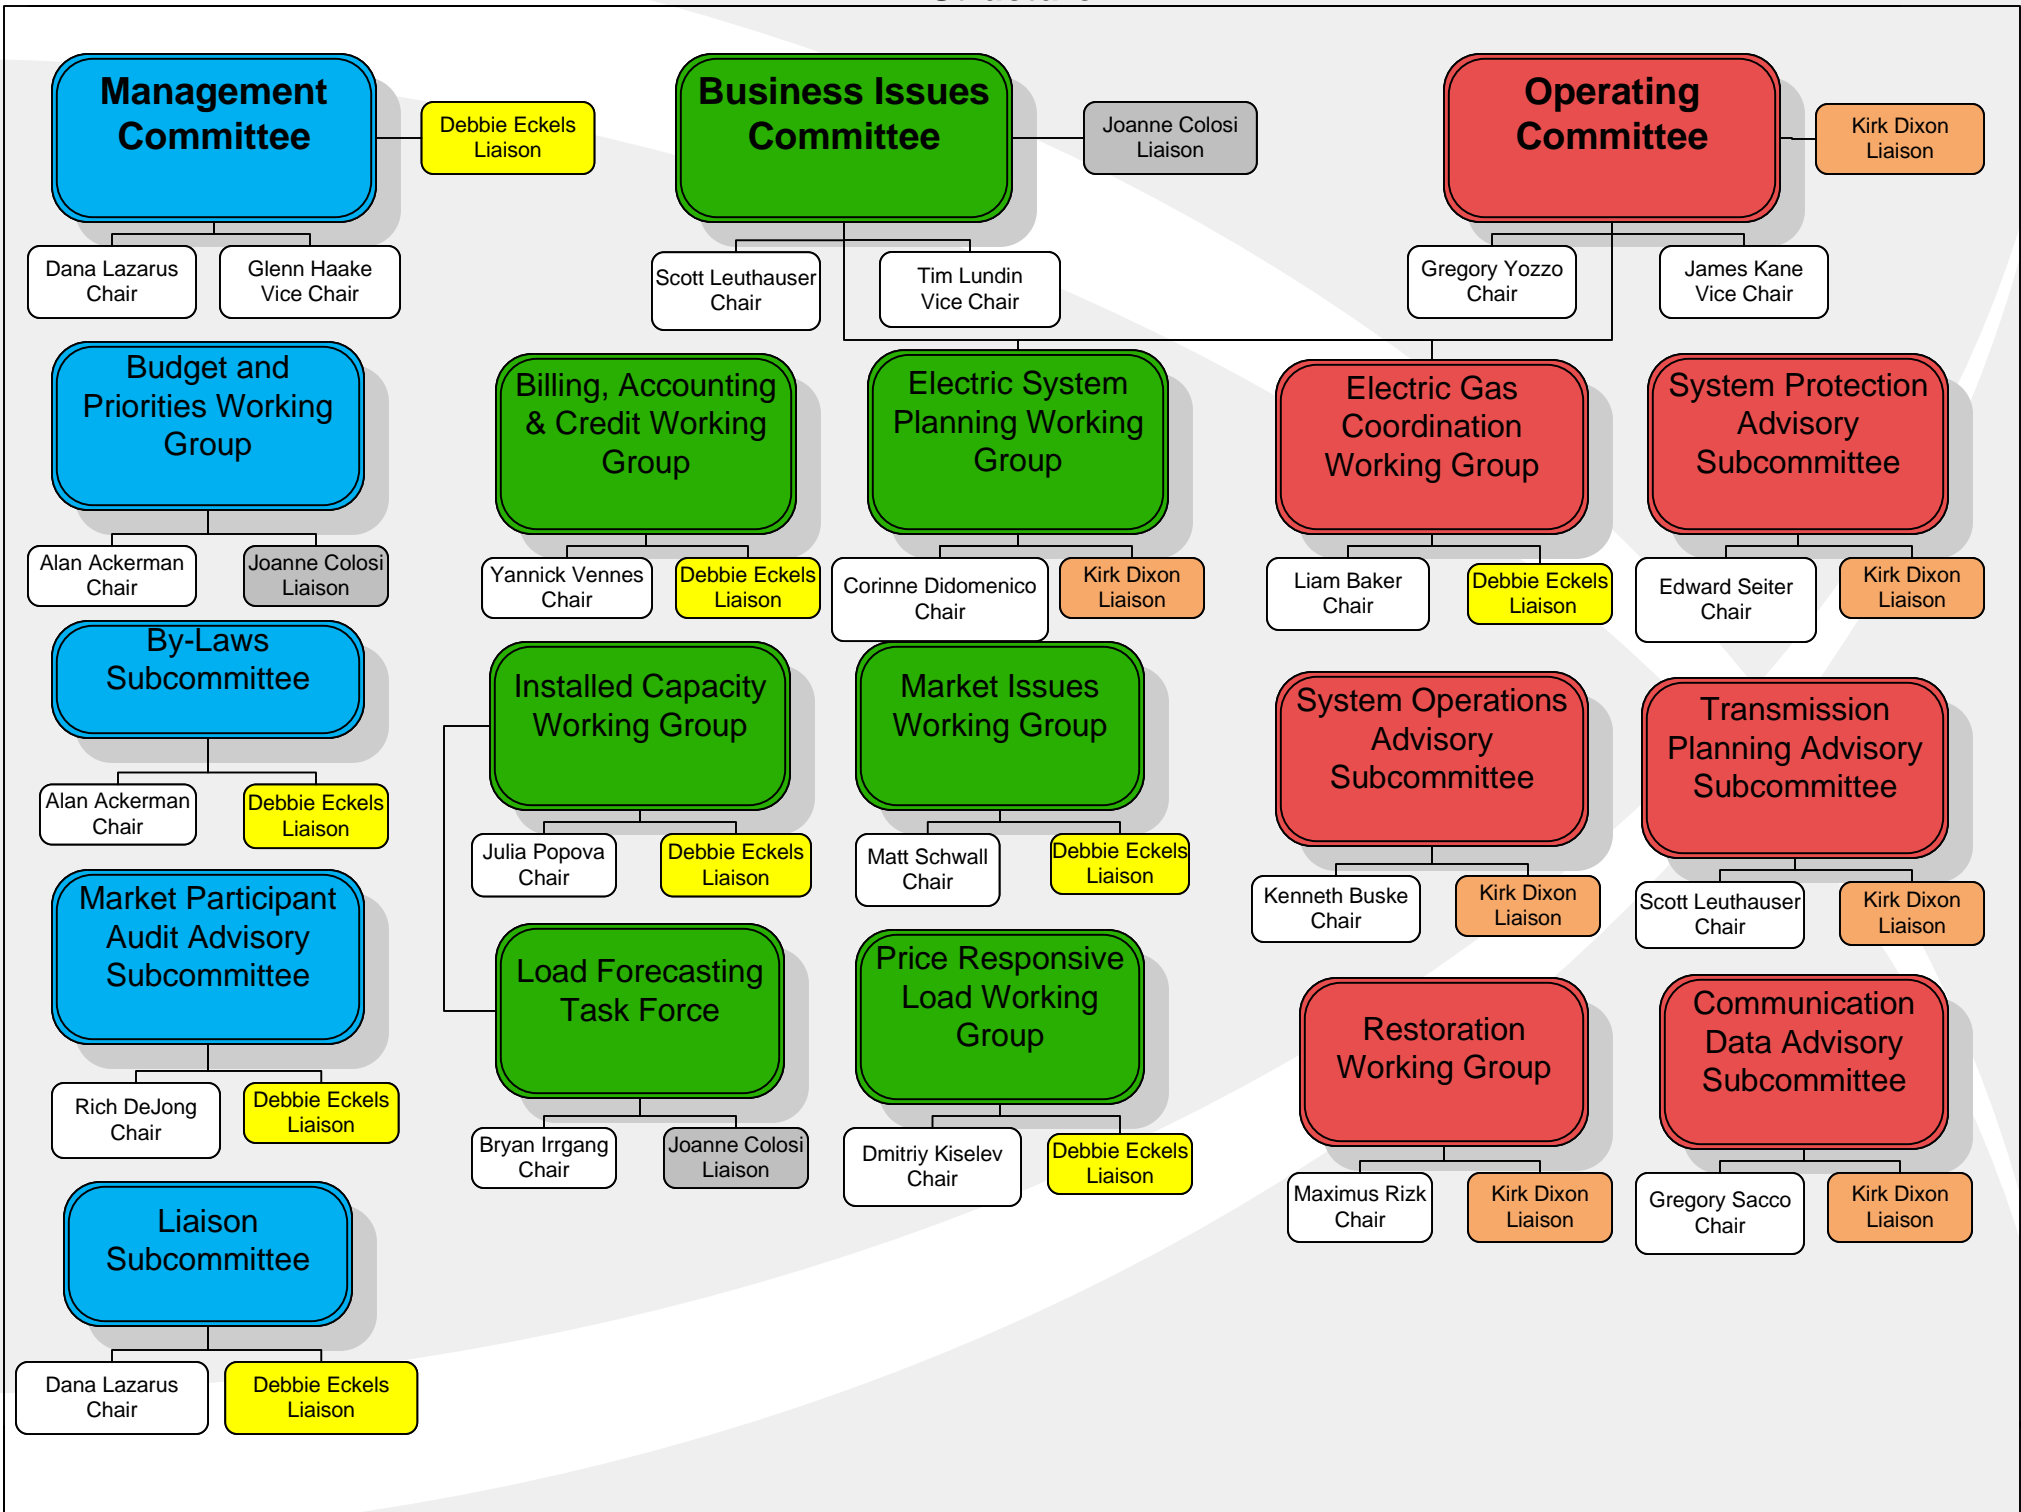 Management
Committee
Debbie Eckels
Liaison
Business Issues
Committee
Joanne Colosi
Liaison
Operating
Committee
Kirk Dixon
Liaison
Dana Lazarus
Chair
Glenn Haake
Vice Chair
Scott Leuthauser
Chair
Tim Lundin
Vice Chair
Gregory Yozzo
Chair
James Kane
Vice Chair
Budget and
Priorities Working
Group
Alan Ackerman
Chair
Joanne Colosi
Liaison
Billing, Accounting
& Credit Working
Group
Yannick Vennes
Chair
Debbie Eckels
Liaison
Electric System
Planning Working
Group
Corinne Didomenico
Chair
Kirk Dixon
Liaison
Electric Gas
Coordination
Working Group
Liam Baker
Chair
Debbie Eckels
Liaison
System Protection
Advisory
Subcommittee
Edward Seiter
Chair
Kirk Dixon
Liaison
By-Laws
Subcommittee
Alan Ackerman
Chair
Debbie Eckels
Liaison
Installed Capacity
Working Group
Julia Popova
Chair
Debbie Eckels
Liaison
Market Issues
Working Group
Matt Schwall
Chair
Debbie Eckels
Liaison
System Operations
Advisory
Subcommittee
Kenneth Buske
Chair
Kirk Dixon
Liaison
Transmission
Planning Advisory
Subcommittee
Scott Leuthauser
Chair
Kirk Dixon
Liaison
Market Participant
Audit Advisory
Subcommittee
Rich DeJong
Chair
Debbie Eckels
Liaison
Load Forecasting
Task Force
Bryan Irrgang
Chair
Joanne Colosi
Liaison
Price Responsive
Load Working
Group
Dmitriy Kiselev
Chair
Debbie Eckels
Liaison
Restoration
Working Group
Maximus Rizk
Chair
Kirk Dixon
Liaison
Communication
Data Advisory
Subcommittee
Gregory Sacco
Chair
Kirk Dixon
Liaison
Liaison
Subcommittee
Dana Lazarus
Chair
Debbie Eckels
Liaison